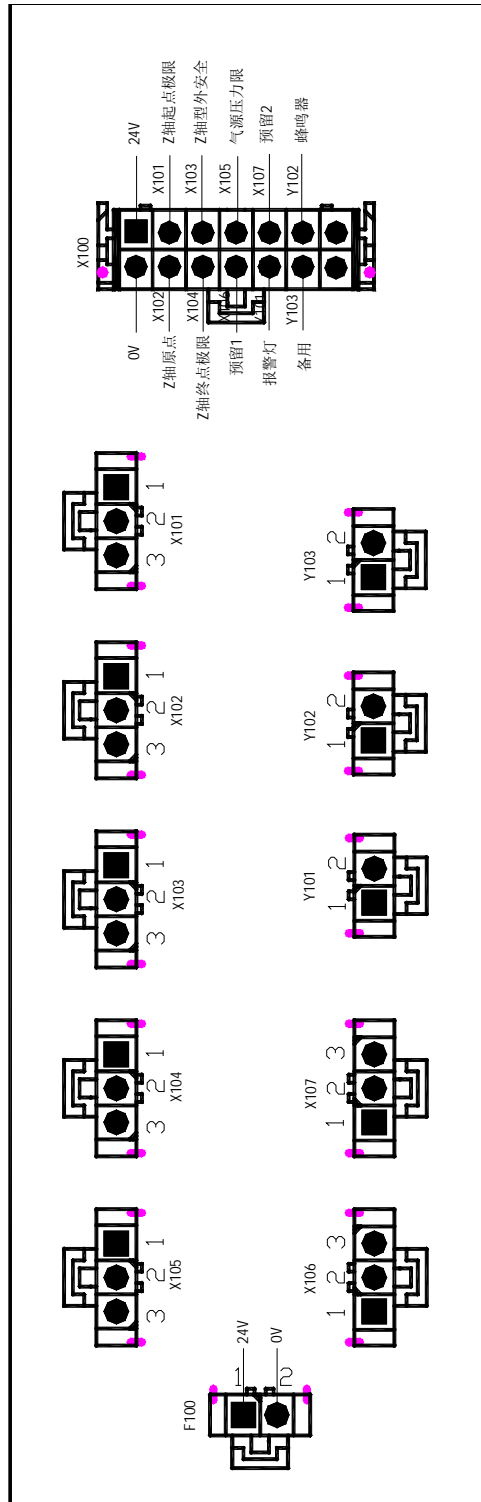 X100
24V
X101
Z轴起点极限
X103
Z轴型外安全
X105
气源压力限
X107
预留2
Y102
蜂鸣器
0V
X102
Z轴原点
X104
Z轴终点极限
预留1
报警灯
Y103
备用
1
2
3
X101
1
2
Y103
1
2
3
X102
1
2
Y102
1
2
3
X103
1
2
Y101
1
2
3
X104
1
2
3
X107
1
2
3
X105
1
2
3
X106
F100
1
2
24V
0V